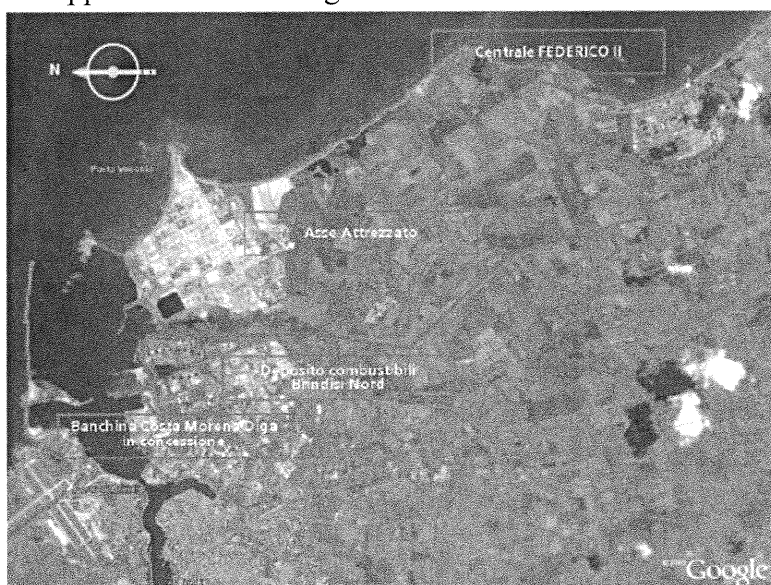 Centrale FEDERICO II
N
Asse Attrezzato
Deposito combustibili
Brindisi Nord
Banchina Costa Morena Diga
in concessione
Google